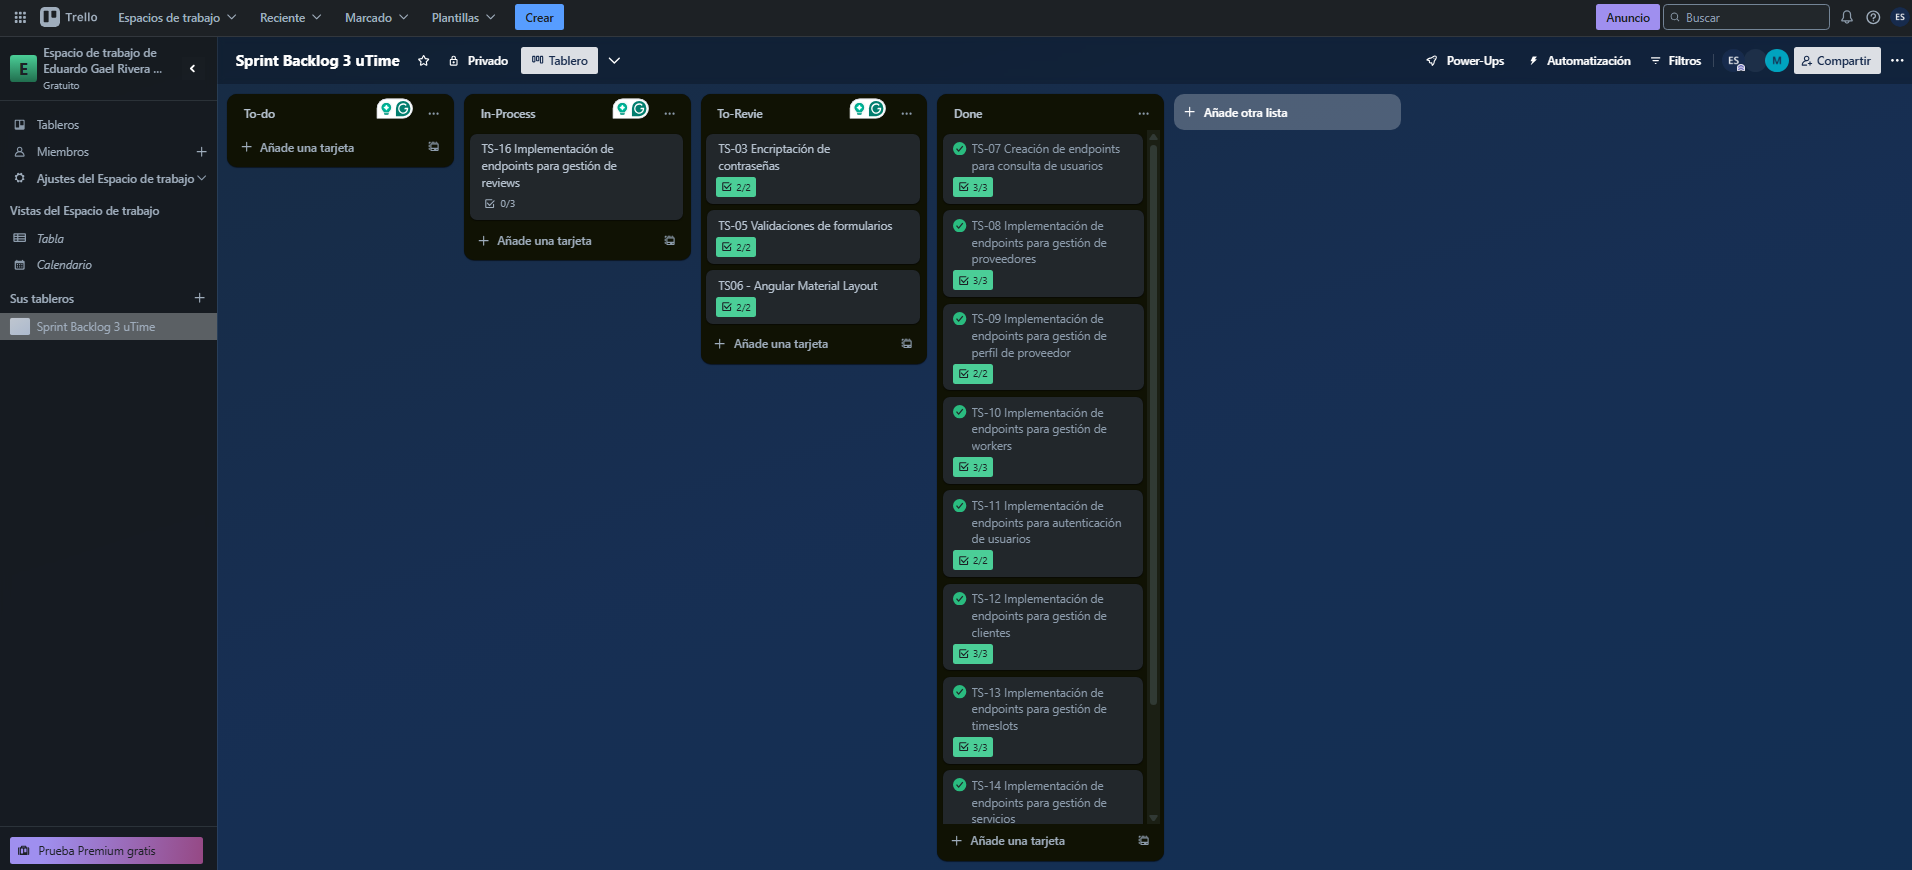 Trello
Espacios de trabajo
Reciente
Marcado
Plantillas
Crear
Anuncio
Buscar
ES
E
Espacio de trabajo de
Eduardo Gael Rivera ...
Gratuito
Tableros
Miembros
Ajustes del Espacio de trabajo
Vistas del Espacio de trabajo
Tabla
Calendario
Sus tableros
Sprint Backlog 3 uTime
Prueba Premium gratis
Sprint Backlog 3 uTime
Privado
Tablero
Power-Ups
Automatización
Filtros
ES
M
Compartir
To-do
Añade una tarjeta
In-Process
TS-16 Implementación de
endpoints para gestión de
reviews
0/3
Añade una tarjeta
To-Revie
TS-03 Encriptación de
contraseñas
2/2
TS-05 Validaciones de formularios
2/2
TS06 - Angular Material Layout
2/2
Añade una tarjeta
Done
TS-07 Creación de endpoints
para consulta de usuarios
3/3
TS-08 Implementación de
endpoints para gestión de
proveedores
3/3
TS-09 Implementación de
endpoints para gestión de
perfil de proveedor
2/2
TS-10 Implementación de
endpoints para gestión de
workers
3/3
TS-11 Implementación de
endpoints para autenticación
de usuarios
2/2
TS-12 Implementación de
endpoints para gestión de
clientes
3/3
TS-13 Implementación de
endpoints para gestión de
timeslots
3/3
TS-14 Implementación de
endpoints para gestión de
servicios
Añade una tarjeta
Añade otra lista